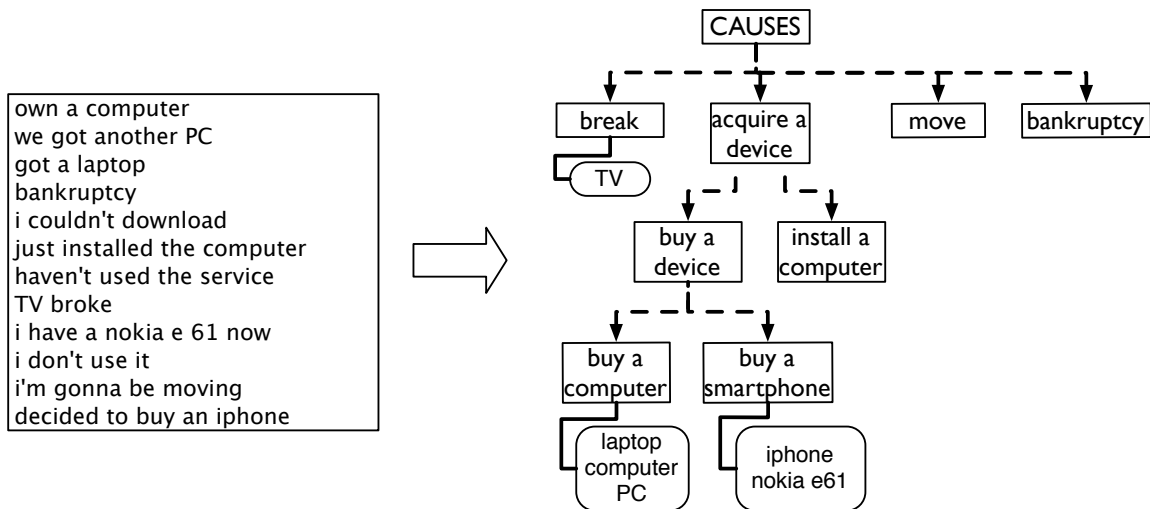 own a computer
we got another PC
got a laptop
bankruptcy
i couldn't download
just installed the computer
haven't used the service
TV broke
i have a nokia e 61 now
i don't use it
i'm gonna be moving
decided to buy an iphone
CAUSES
break
acquire a
device
move
bankruptcy
TV
buy a
device
install a
computer
buy a
computer
buy a
smartphone
laptop
computer
PC
iphone
nokia e61